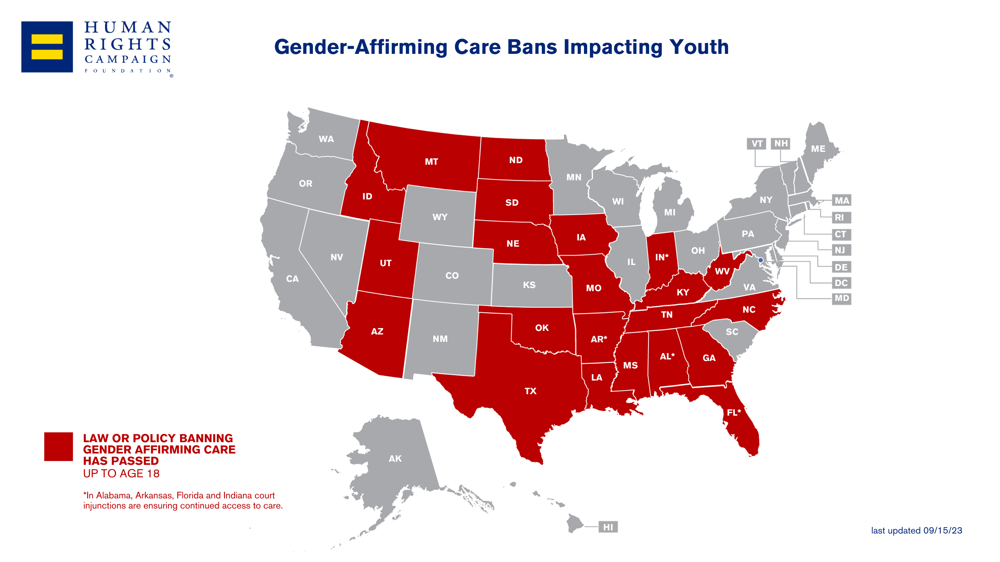 HUMAN
RIGHTS
CAMPAIGN
FOUNDATION
®
Gender-Affirming Care Bans Impacting Youth
WA
MT
ND
MN
VT
NH
ME
OR
ID
SD
WI
MI
NY
MA
WY
RI
IA
NE
PA
CT
NV
UT
CO
IL
IN*
OH
NJ
CA
KS
MO
KY
WV
VA
DE
DC
MD
AZ
NM
OK
AR*
TN
NC
SC
TX
LA
MS
AL*
GA
FL*
LAW OR POLICY BANNING
GENDER AFFIRMING CARE
HAS PASSED
UP TO AGE 18
*In Alabama, Arkansas, Florida and Indiana court
injunctions are ensuring continued access to care.
AK
HI
last updated 09/15/23